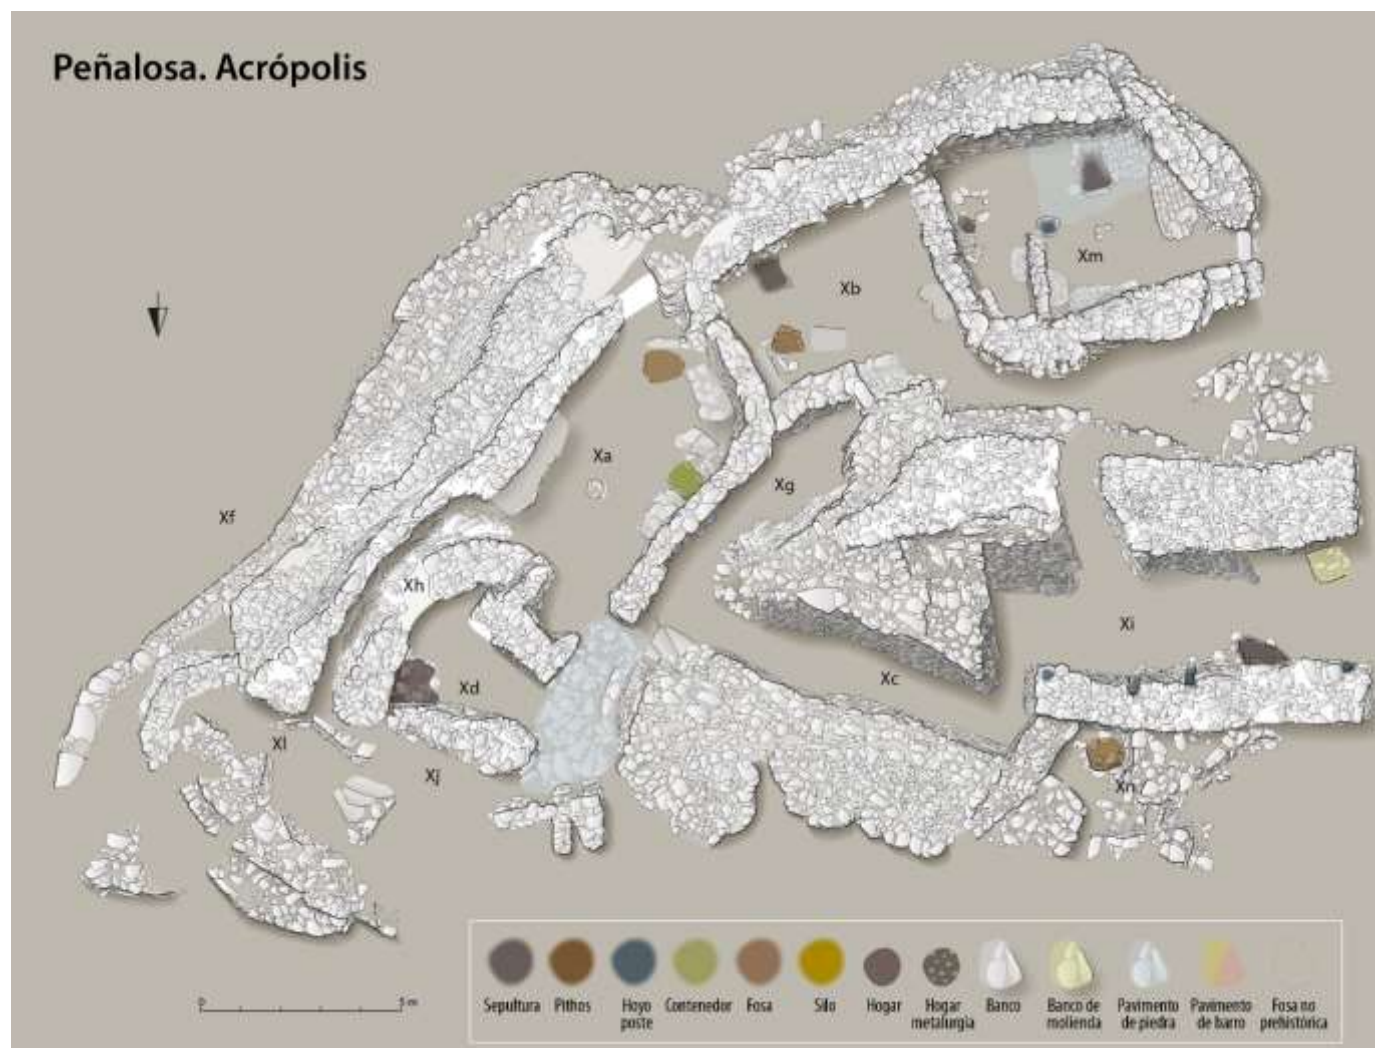 Peñalosa. Acrópolis
Xm
Xb
Xa
Xg
Xf
Xh
Xi
Xc
Xd
Xl
Xj
Xn
Sepultura
Pithos
Hoyo
poste
Contenedor
Fosa
Silo
Hogar
Hogar
metalurgia
Banco
Banco de
molienda
Pavimento
de piedra
Pavimento
de barro
Fosa no
prehistórica
0
5 m